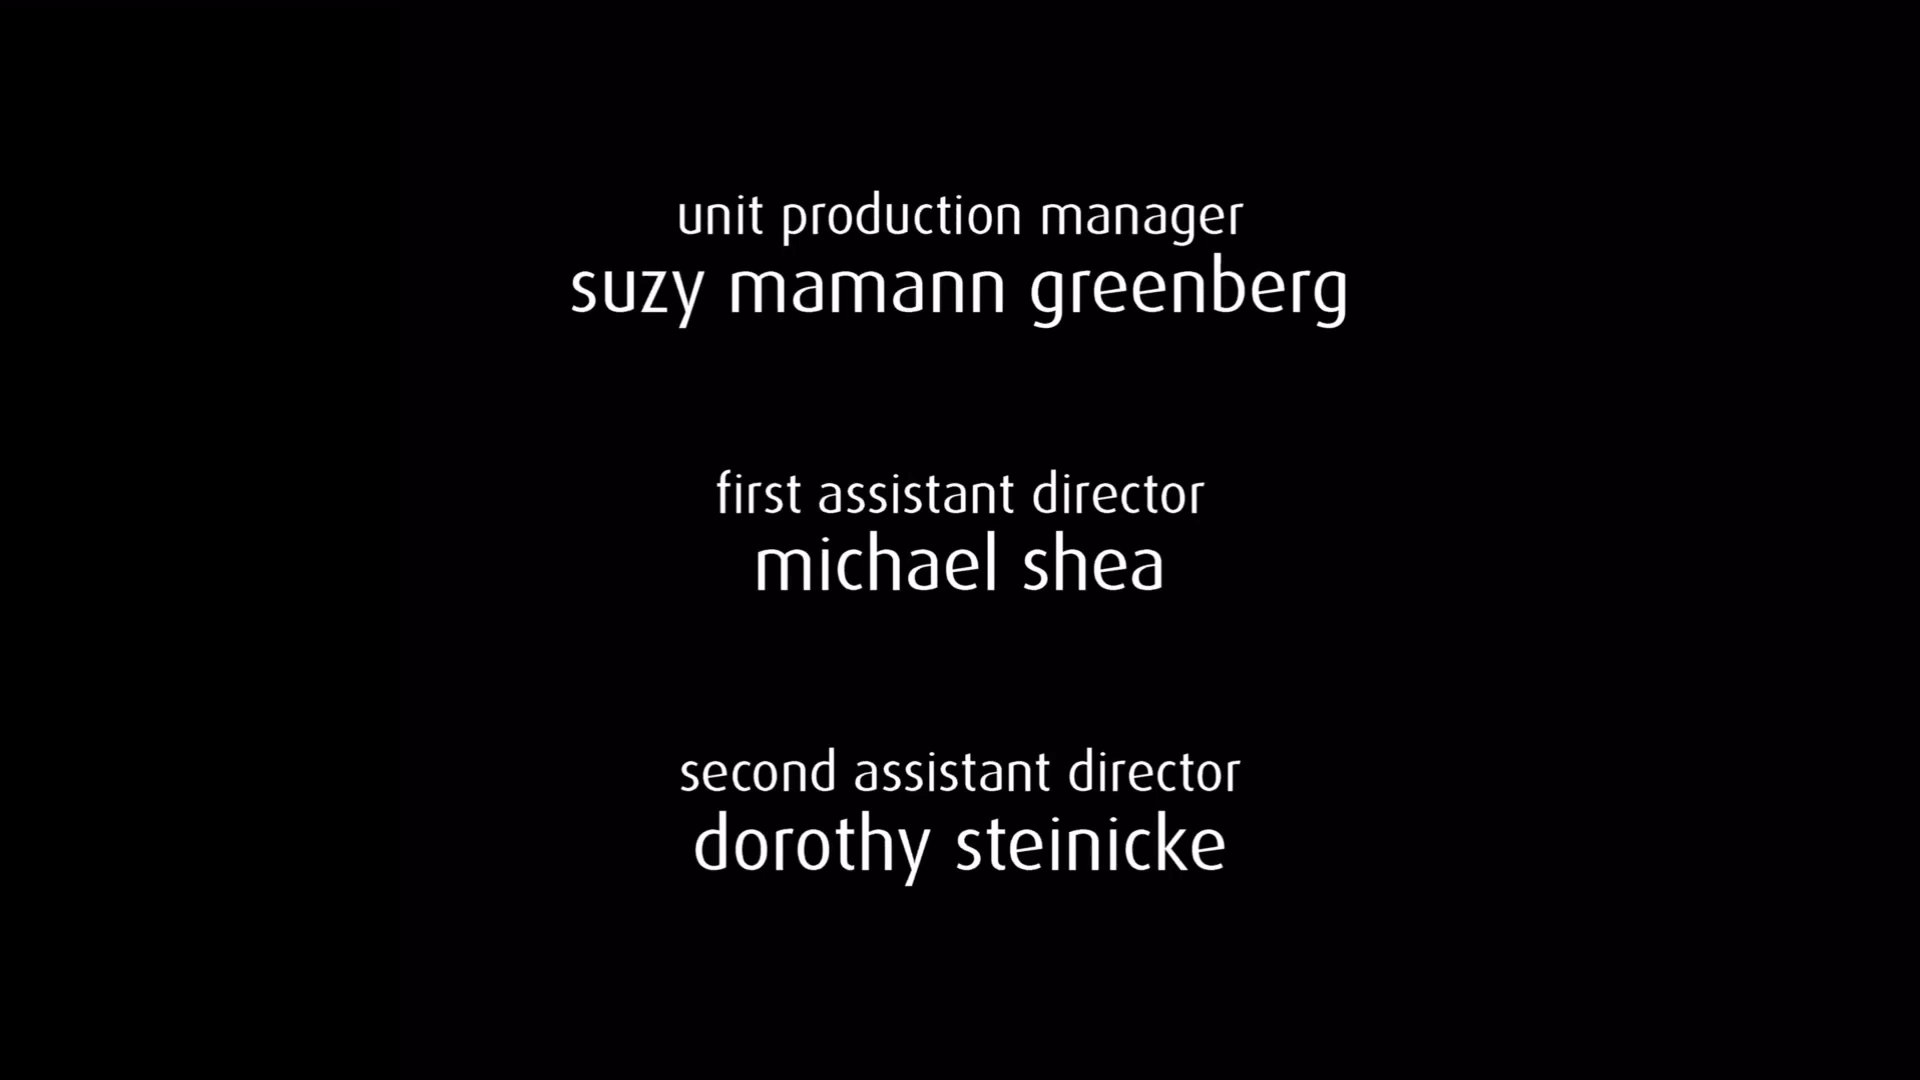 unit production manager
suzy mamann greenberg
first assistant director
michael shea
second assistant director
dorothy steinicke